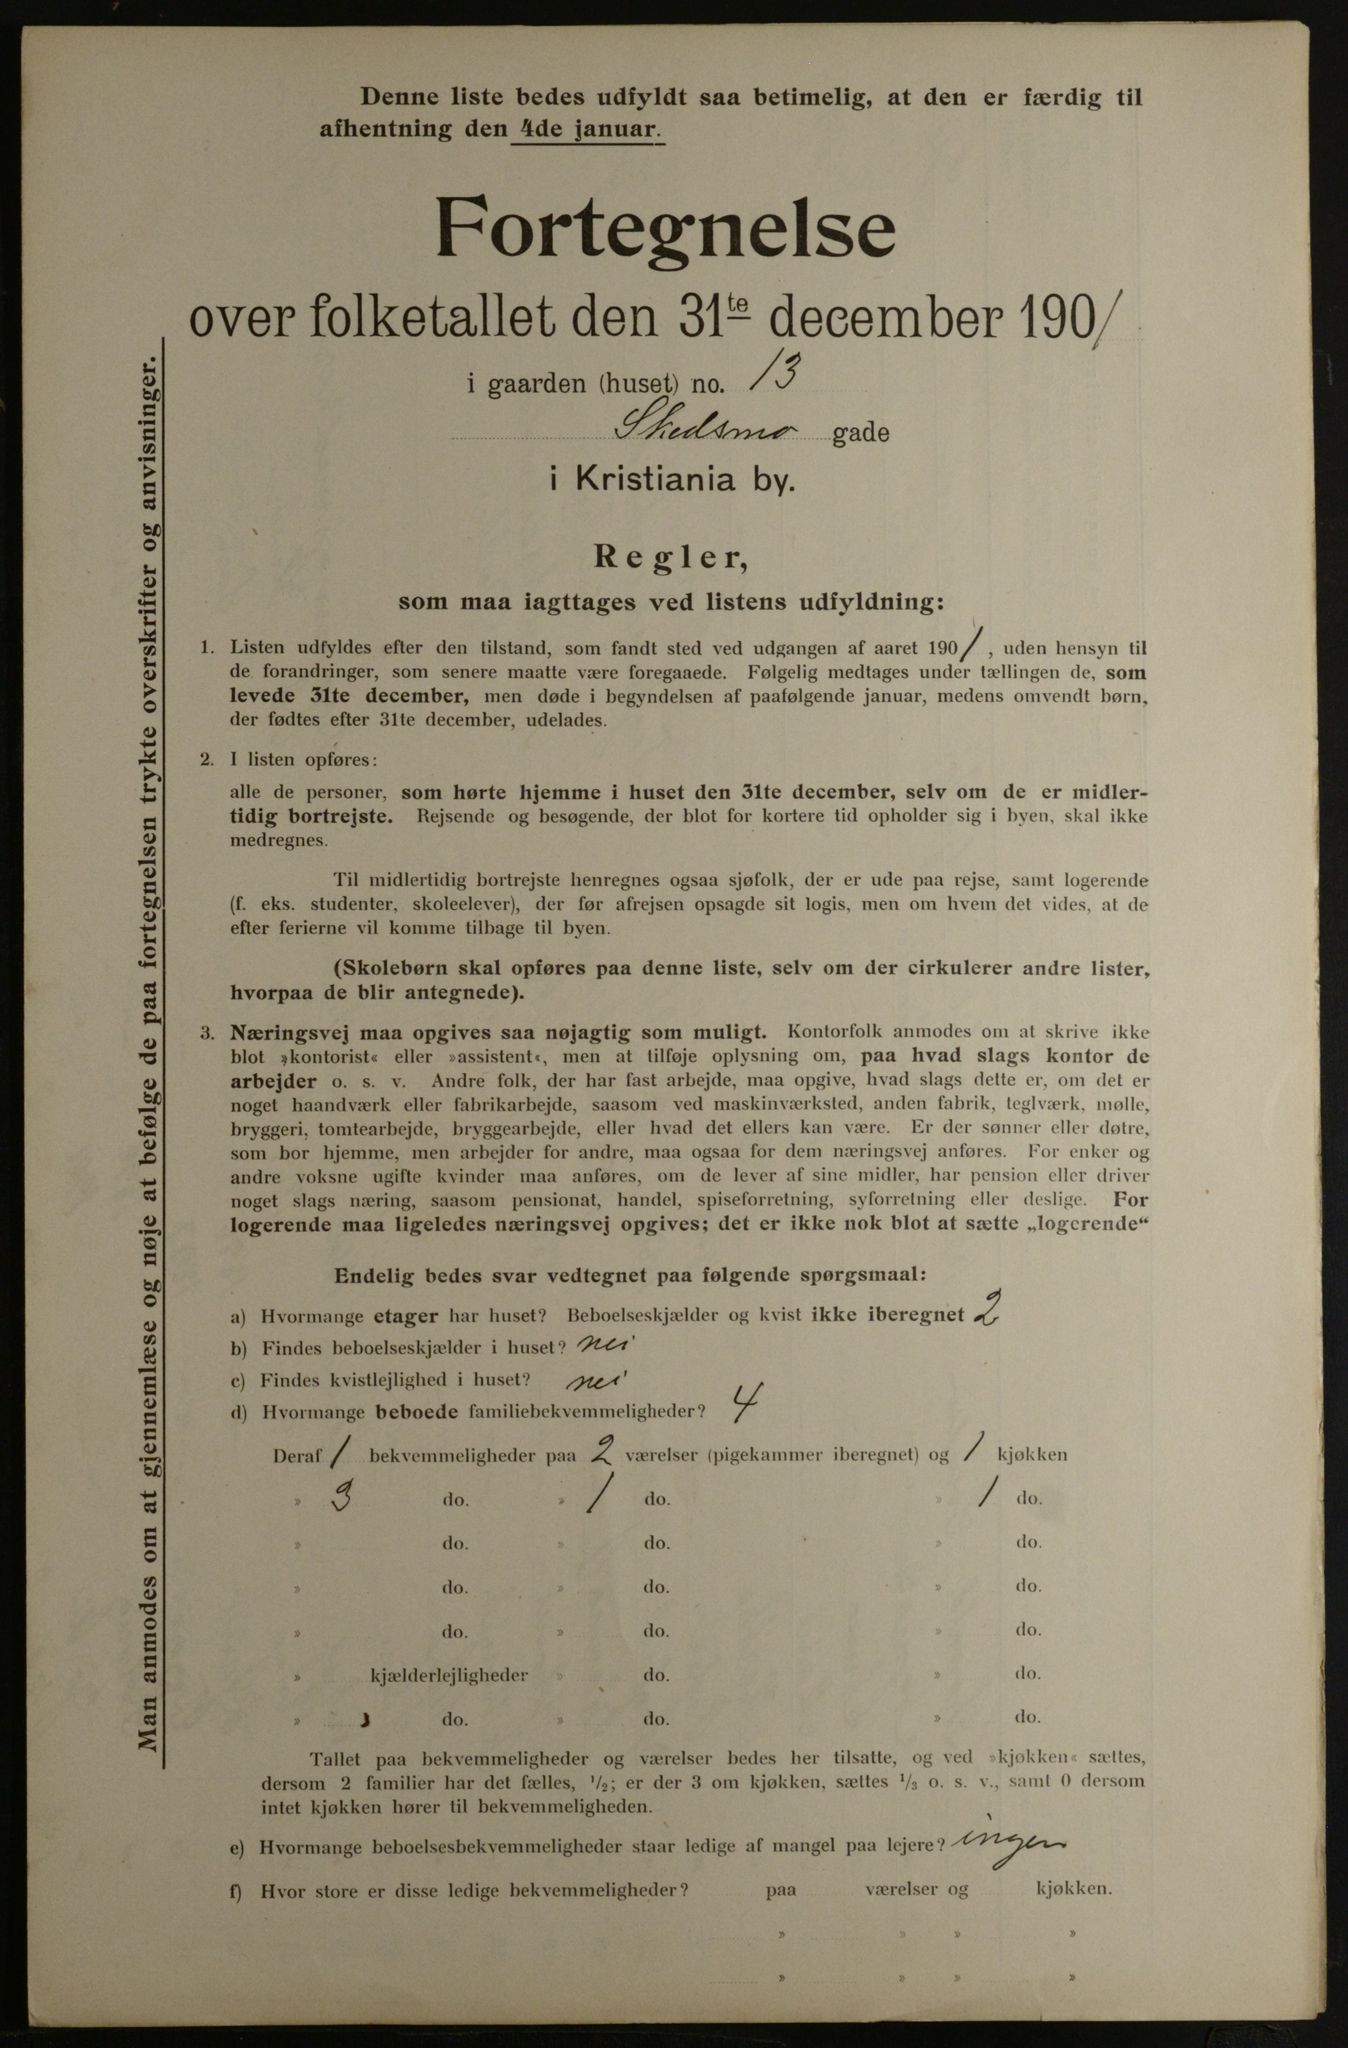 Denne liste bedes udfyldt saa betimelig, at den er færdig til
afhentning den 4de januar.
Fortegnelse
over folketallet den 31te december 1901
i gaarden (huset) no. 13
Skedsmo gade
i Kristiania by.
Regler,
som maa iagttages ved listens udfyldning:
1. Listen udfyldes efter den tilstand, som fandt sted ved udgangen af aaret 1901, uden hensyn til
de forandringer, som senere maatte være foregaaede. Følgelig medtages under tællingen de, som
levede 31te december, men døde i begyndelsen af paafølgende januar, medens omvendt børn,
der fødtes efter 31te december, udelades.
2. I listen opføres:
alle de personer, som hørte hjemme i huset den 31te december, selv om de er midler-
tidig bortrejste. Rejsende og besøgende, der blot for kortere tid opholder sig i byen, skal ikke
medregnes.
Til midlertidig bortrejste henregnes ogsaa sjøfolk, der er ude paa rejse, samt logerende
(f. eks. studenter, skoleelever), der før afrejsen opsagde sit logis, men om hvem det vides, at de
efter ferierne vil komme tilbage til byen.
(Skolebørn skal opføres paa denne liste, selv om der cirkulerer andre lister,
hvorpaa de blir antegnede).
3. Næringsvej maa opgives saa nøjagtig som muligt. Kontorfolk anmodes om at skrive ikke
blot »kontorist« eller »assistent«, men at tilføje oplysning om, paa hvad slags kontor de
arbejder o. s. v. Andre folk, der har fast arbejde, maa opgive, hvad slags dette er, om det er
noget haandværk eller fabrikarbejde, saasom ved maskinværksted, anden fabrik, teglværk, mølle,
bryggeri, tomtearbejde, bryggearbejde, eller hvad det ellers kan være. Er der sønner eller døtre,
som bor hjemme, men arbejder for andre, maa ogsaa for dem næringsvej anføres. For enker og
andre voksne ugifte kvinder maa anføres, om de lever af sine midler, har pension eller driver
noget slags næring, saasom pensionat, handel, spiseforretning, syforretning eller deslige. For
logerende maa ligeledes næringsvej opgives; det er ikke nok blot at sætte „logerende“
Endelig bedes svar vedtegnet paa følgende spørgsmaal:
a) Hvormange etager har huset? Beboelseskjælder og kvist ikke iberegnet 2
b) Findes beboelseskjælder i huset? nei
c) Findes kvistlejlighed i huset? nei
d) Hvormange beboede familiebekvemmeligheder? 4
Deraf 1 bekvemmeligheder paa 2 værelser (pigekammer iberegnet) og 1 kjøkken
» 3 do. » 1 do. » 1 do.
» do. » do. » do.
» do. » do. » do.
» do. » do. » do.
» kjælderlejligheder » do. » do.
» do. » do. » do.
Tallet paa bekvemmeligheder og værelser bedes her tilsatte, og ved »kjøkken« sættes,
dersom 2 familier har det fælles, 1/2; er der 3 om kjøkken, sættes 1/3 o. s. v., samt 0 dersom
intet kjøkken hører til bekvemmeligheden.
e) Hvormange beboelsesbekvemmeligheder staar ledige af mangel paa lejere? ingen
f) Hvor store er disse ledige bekvemmeligheder? paa værelser og kjøkken.
» » » »
» » » »
Man anmodes om at gjennemlæse og nøje at befølge de paa fortegnelsen trykte overskrifter og anvisninger.